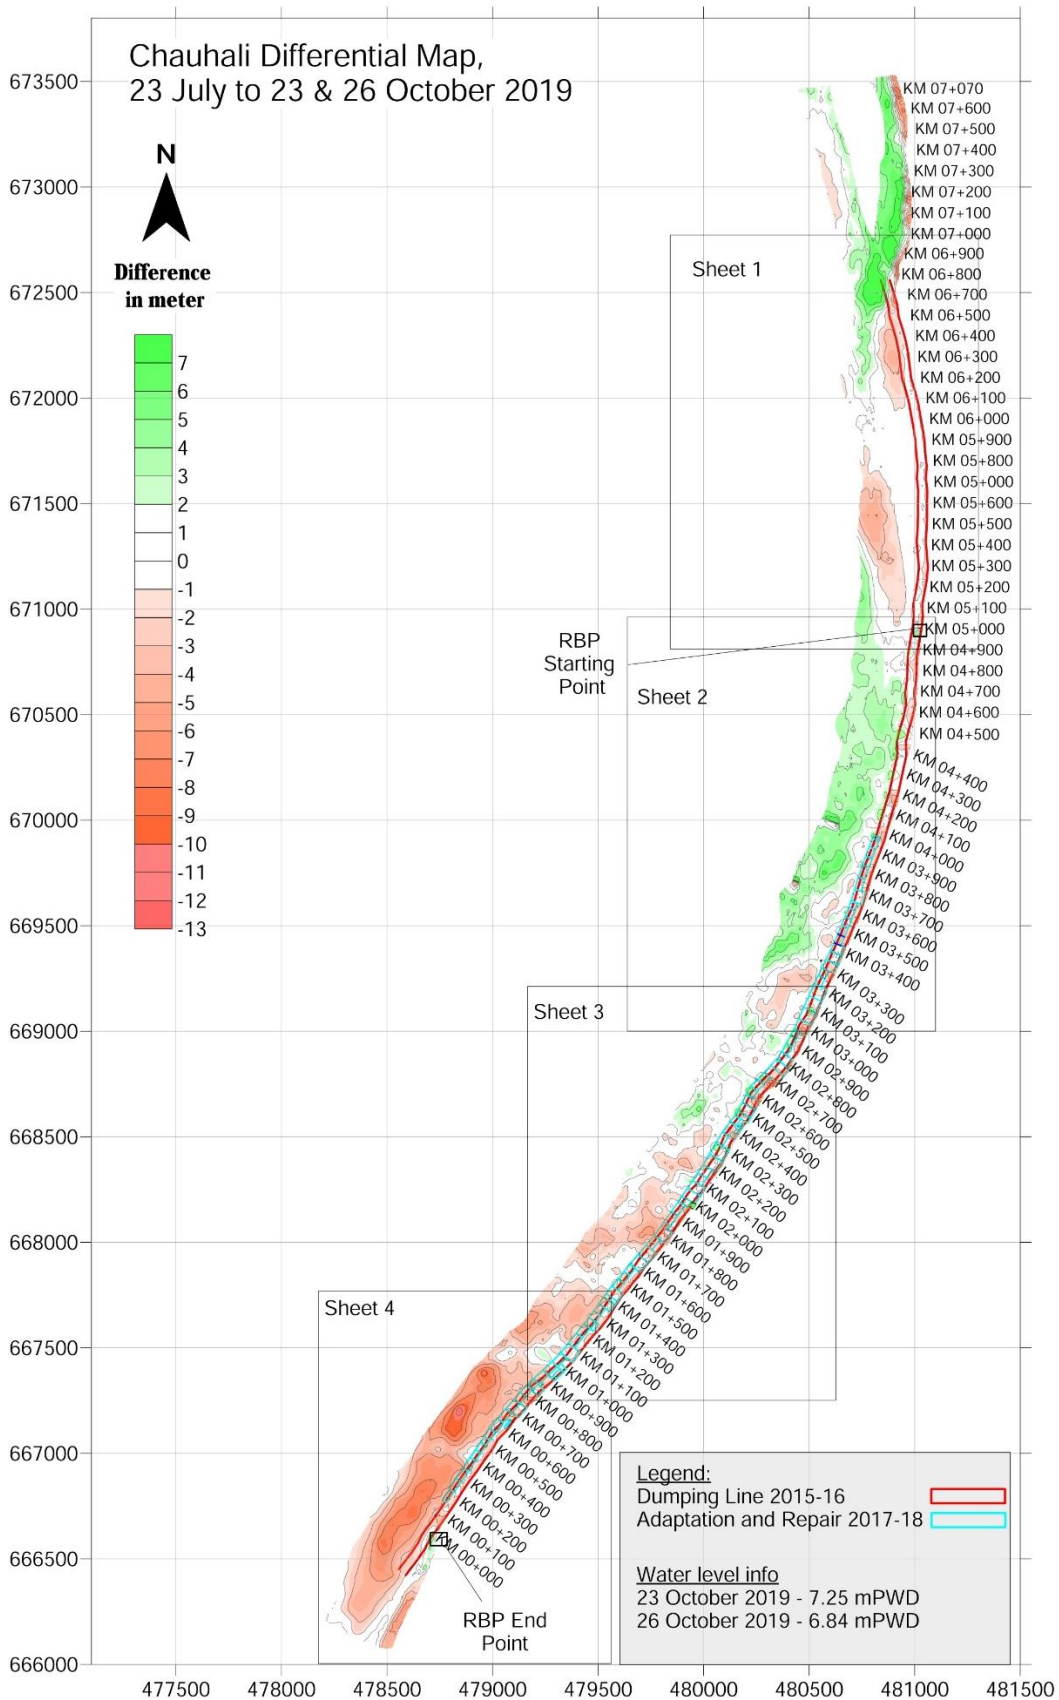 Chauhali Differential Map,
23 July to 23 & 26 October 2019
N
Difference
in meter
7
6
5
4
3
2
1
0
-1
-2
-3
-4
-5
-6
-7
-8
-9
-10
-11
-12
-13
673500
673000
672500
672000
671500
671000
670500
670000
669500
669000
668500
668000
667500
667000
666500
666000
KM 07+070
KM 07+600
KM 07+500
KM 07+400
KM 07+300
KM 07+200
KM 07+100
KM 07+000
KM 06+900
KM 06+800
KM 06+700
KM 06+500
KM 06+400
KM 06+300
KM 06+200
KM 06+100
KM 06+000
KM 05+900
KM 05+800
KM 05+000
KM 05+600
KM 05+500
KM 05+400
KM 05+300
KM 05+200
KM 05+100
KM 05+000
KM 04+900
KM 04+800
KM 04+700
KM 04+600
KM 04+500
KM 04+400
KM 04+300
KM 04+200
KM 04+100
KM 04+000
KM 03+900
KM 03+800
KM 03+700
KM 03+600
KM 03+500
KM 03+400
KM 03+300
KM 03+200
KM 03+100
KM 03+000
KM 02+900
KM 02+800
KM 02+700
KM 02+600
KM 02+500
KM 02+400
KM 02+300
KM 02+200
KM 02+100
KM 02+000
KM 01+900
KM 01+800
KM 01+700
KM 01+600
KM 01+500
KM 01+400
KM 01+300
KM 01+200
KM 01+100
KM 01+000
KM 00+900
KM 00+800
KM 00+700
KM 00+600
KM 00+500
KM 00+400
KM 00+300
KM 00+200
KM 00+100
KM 00+000
Sheet 1
RBP
Starting
Point
Sheet 2
Sheet 3
Sheet 4
RBP End
Point
Legend:
Dumping Line 2015-16
Adaptation and Repair 2017-18
Water level info
23 October 2019 - 7.25 mPWD
26 October 2019 - 6.84 mPWD
477500
478000
478500
479000
479500
480000
480500
481000
481500